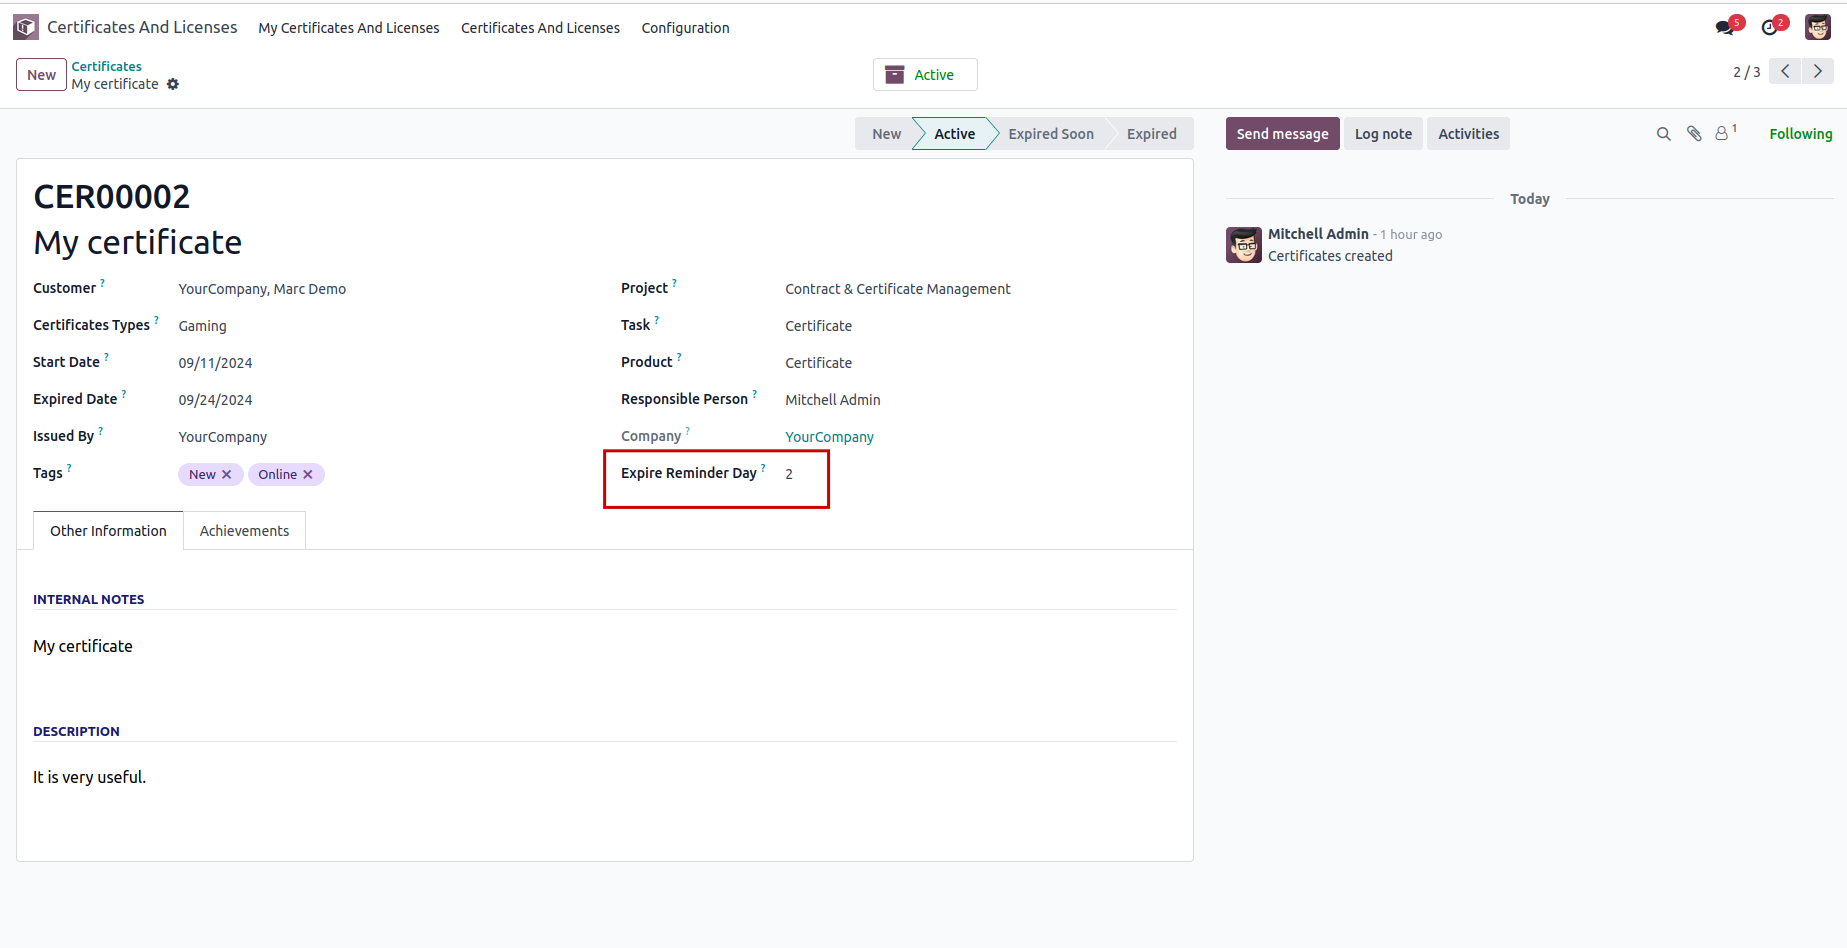 Certificates And Licenses My Certificates And Licenses Certificates And Licenses Configuration 5 2
New Certificates
My certificate
Active
2 / 3
New Active Expired Soon Expired
Send message Log note Activities 1 Following
CER00002
My certificate
Customer ? YourCompany, Marc Demo
Certificates Types ? Gaming
Start Date ? 09/11/2024
Expired Date ? 09/24/2024
Issued By ? YourCompany
Tags ? New Online
Project ? Contract & Certificate Management
Task ? Certificate
Product ? Certificate
Responsible Person ? Mitchell Admin
Company ? YourCompany
Expire Reminder Day ? 2
Other Information Achievements
INTERNAL NOTES
My certificate
DESCRIPTION
It is very useful.
Today
Mitchell Admin - 1 hour ago
Certificates created